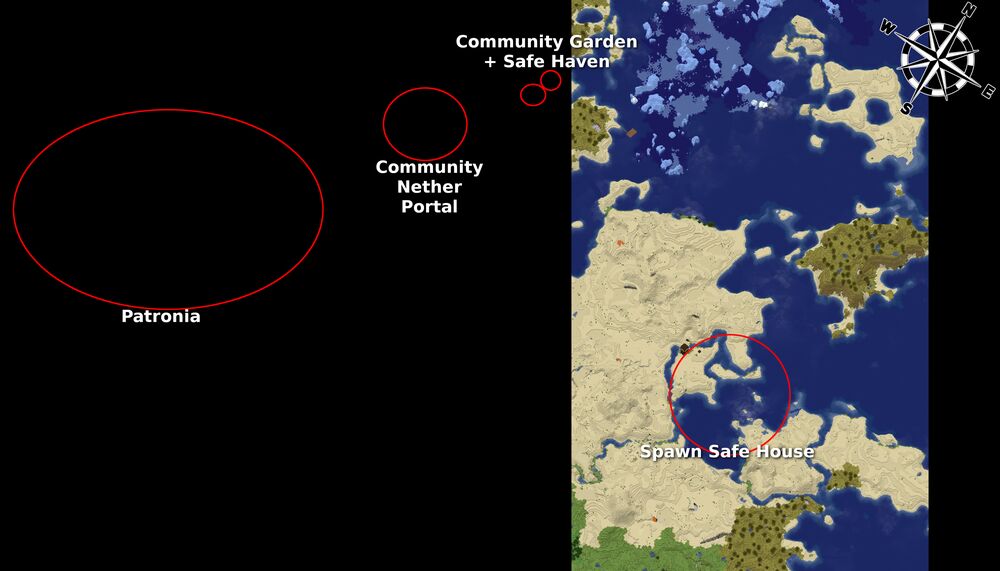 Community Garden
+ Safe Haven
Community
Nether
Portal
Patronia
Spawn Safe House
N
W
E
S